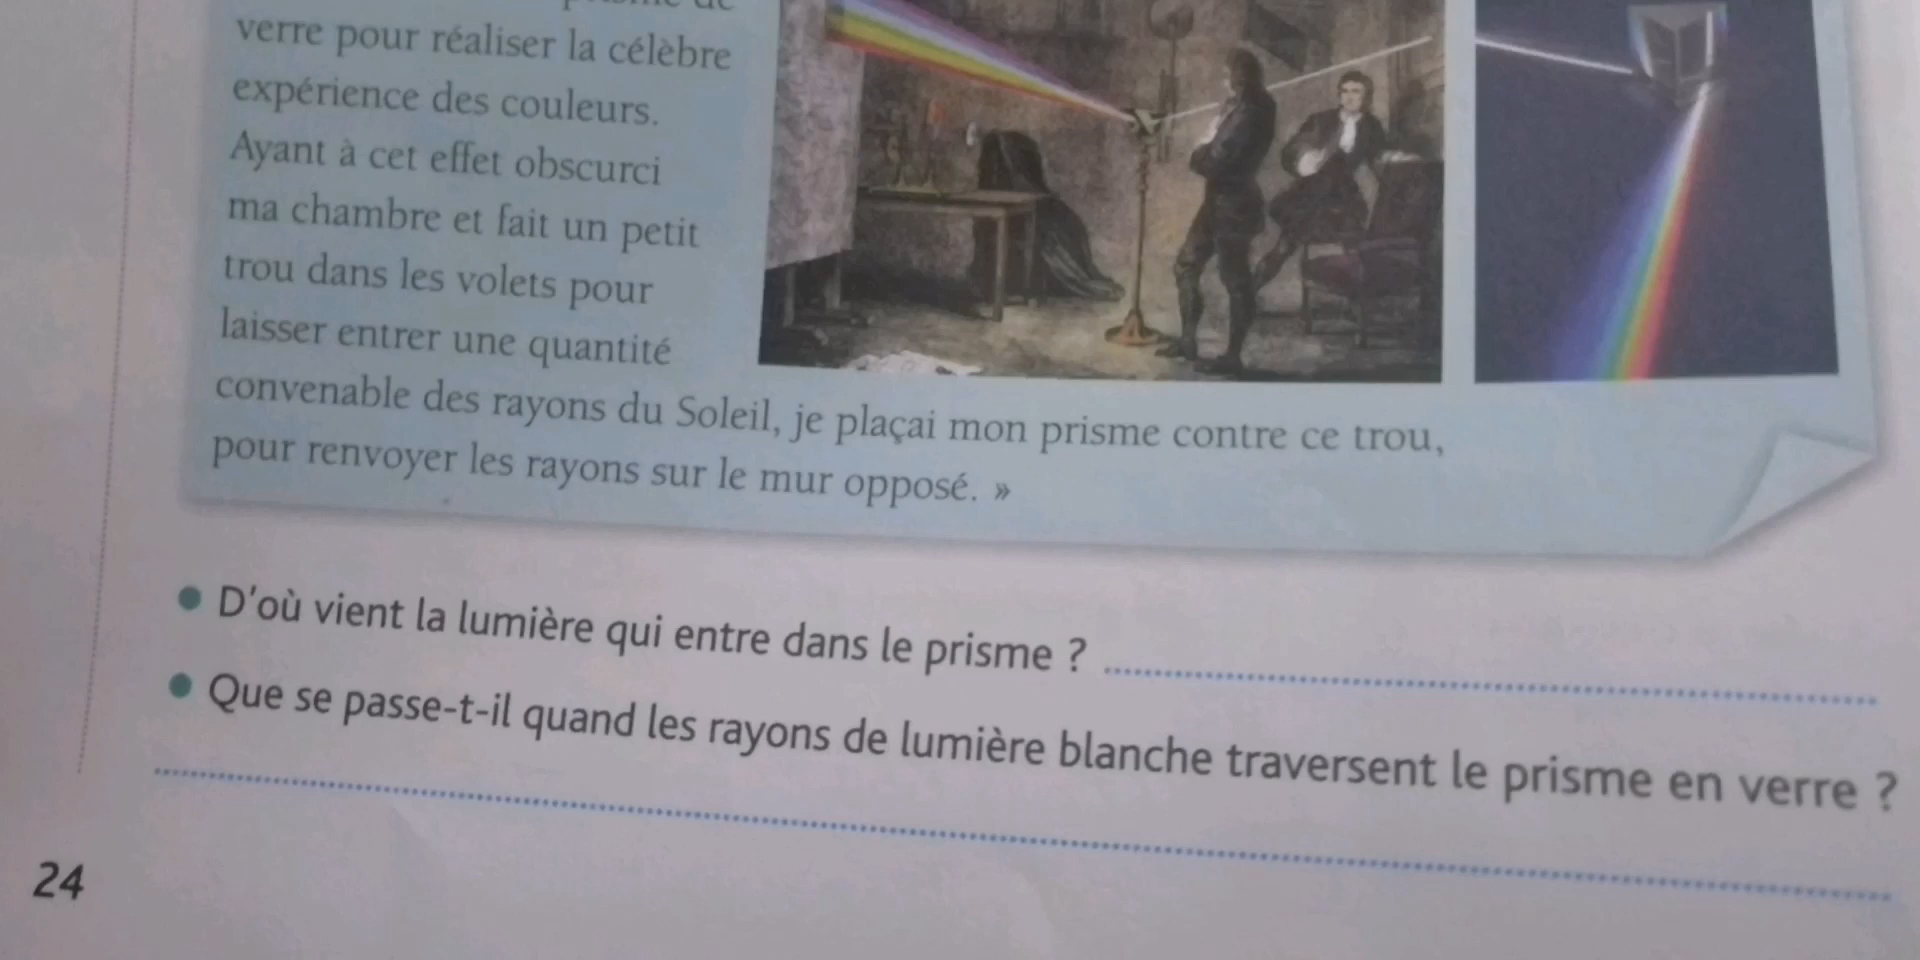 verre pour réaliser la célèbre
expérience des couleurs.
Ayant à cet effet obscurci
ma chambre et fait un petit
trou dans les volets pour
laisser entrer une quantité
convenable des rayons du Soleil, je plaçai mon prisme contre ce trou,
pour renvoyer les rayons sur le mur opposé. »
D'où vient la lumière qui entre dans le prisme ?
Que se passe-t-il quand les rayons de lumière blanche traversent le prisme en verre ?
24